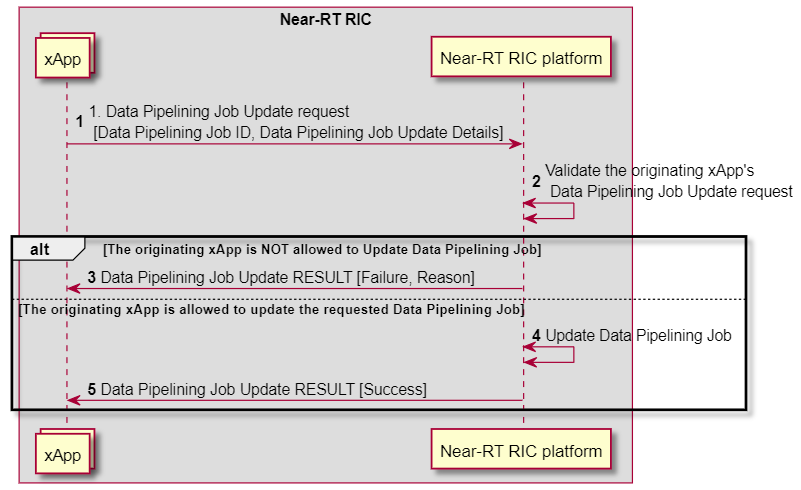 Near-RT RIC
xApp
Near-RT RIC platform
1
1. Data Pipelining Job Update request
[Data Pipelining Job ID, Data Pipelining Job Update Details]
2
Validate the originating xApp's
Data Pipelining Job Update request
alt
[The originating xApp is NOT allowed to Update Data Pipelining Job]
3 Data Pipelining Job Update RESULT [Failure, Reason]
[The originating xApp is allowed to update the requested Data Pipelining Job]
4 Update Data Pipelining Job
5 Data Pipelining Job Update RESULT [Success]
xApp
Near-RT RIC platform